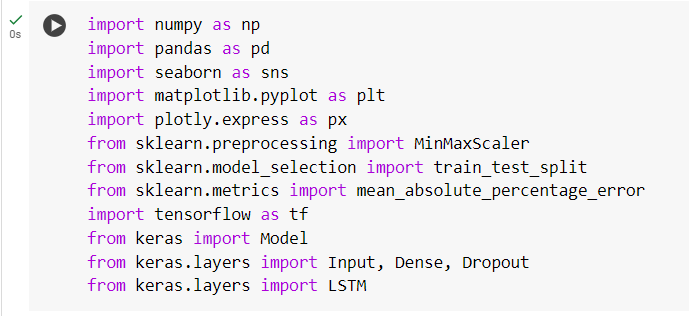 0s
import numpy as np
import pandas as pd
import seaborn as sns
import matplotlib.pyplot as plt
import plotly.express as px
from sklearn.preprocessing import MinMaxScaler
from sklearn.model_selection import train_test_split
from sklearn.metrics import mean_absolute_percentage_error
import tensorflow as tf
from keras import Model
from keras.layers import Input, Dense, Dropout
from keras.layers import LSTM